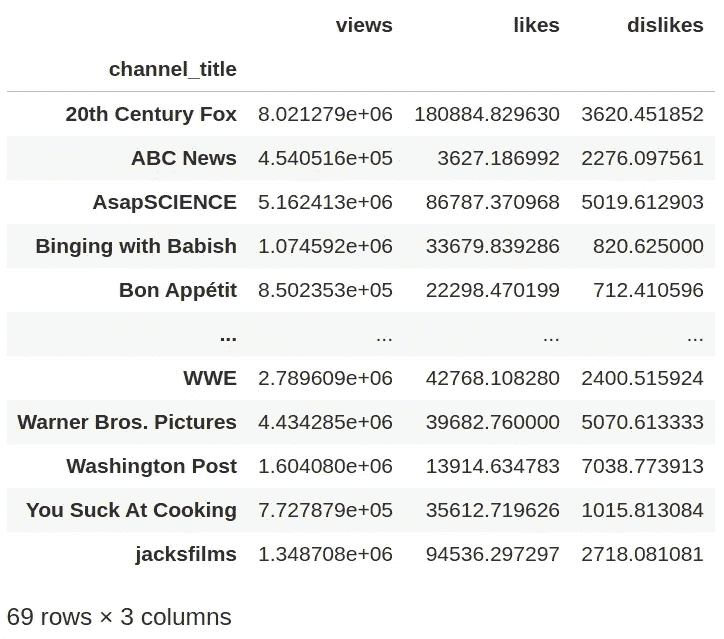 views likes dislikes
channel_title
20th Century Fox 8.021279e+06 180884.829630 3620.451852
ABC News 4.540516e+05 3627.186992 2276.097561
AsapSCIENCE 5.162413e+06 86787.370968 5019.612903
Binging with Babish 1.074592e+06 33679.839286 820.625000
Bon Appétit 8.502353e+05 22298.470199 712.410596
... ... ... ...
WWE 2.789609e+06 42768.108280 2400.515924
Warner Bros. Pictures 4.434285e+06 39682.760000 5070.613333
Washington Post 1.604080e+06 13914.634783 7038.773913
You Suck At Cooking 7.727879e+05 35612.719626 1015.813084
jacksfilms 1.348708e+06 94536.297297 2718.081081
69 rows × 3 columns